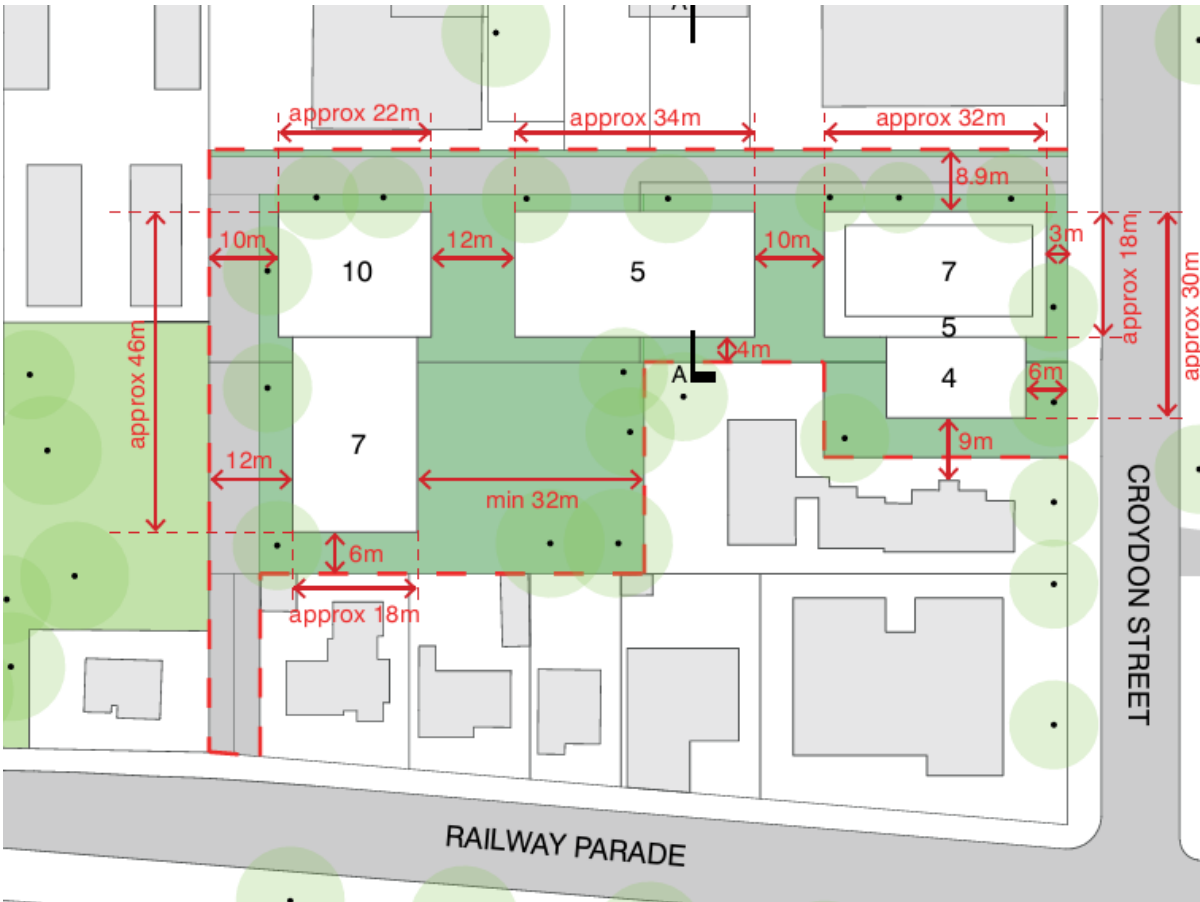 A
approx 22m
approx 34m
approx 32m
8.9m
10m
12m
10m
3m
approx 18m
approx 30m
10
5
7
5
approx 46m
4m
A
4
6m
7
9m
12m
min 32m
6m
approx 18m
CROYDON STREET
RAILWAY PARADE